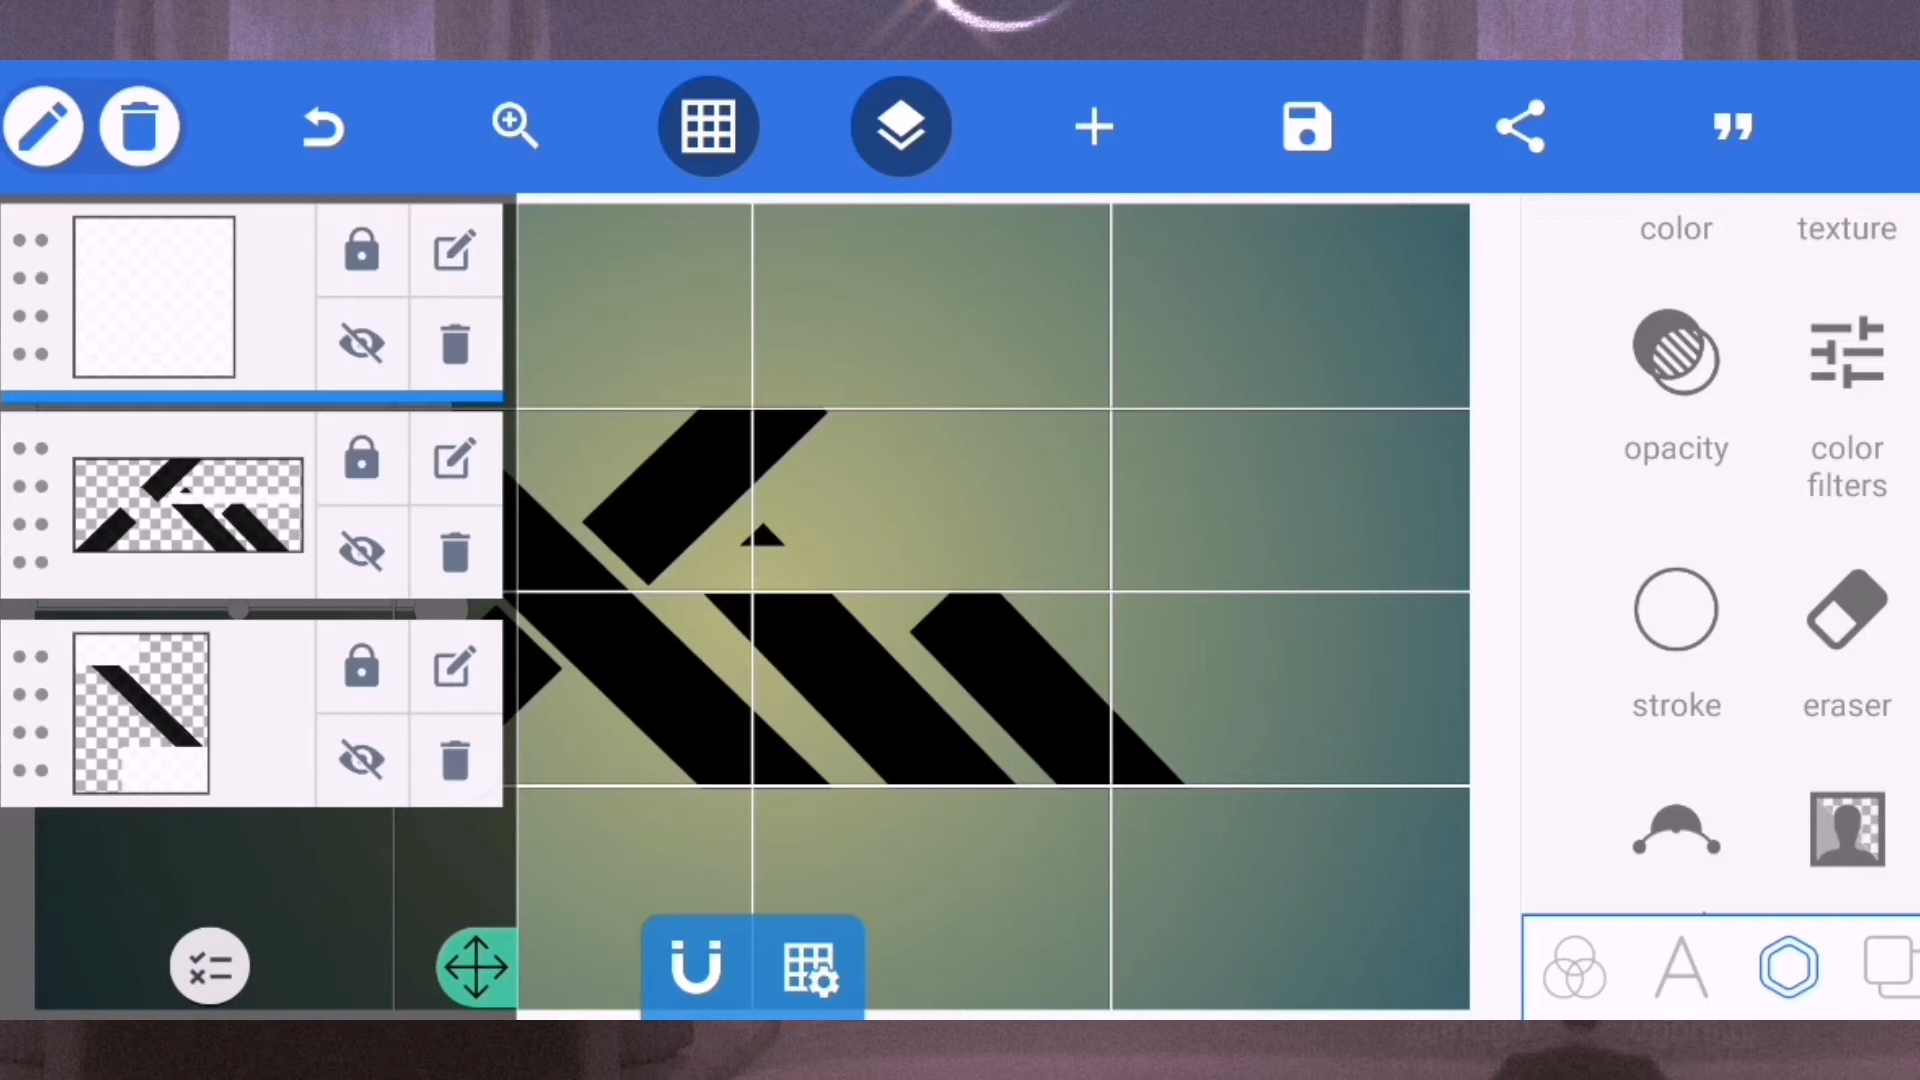 color
texture
opacity
color
filters
stroke
eraser